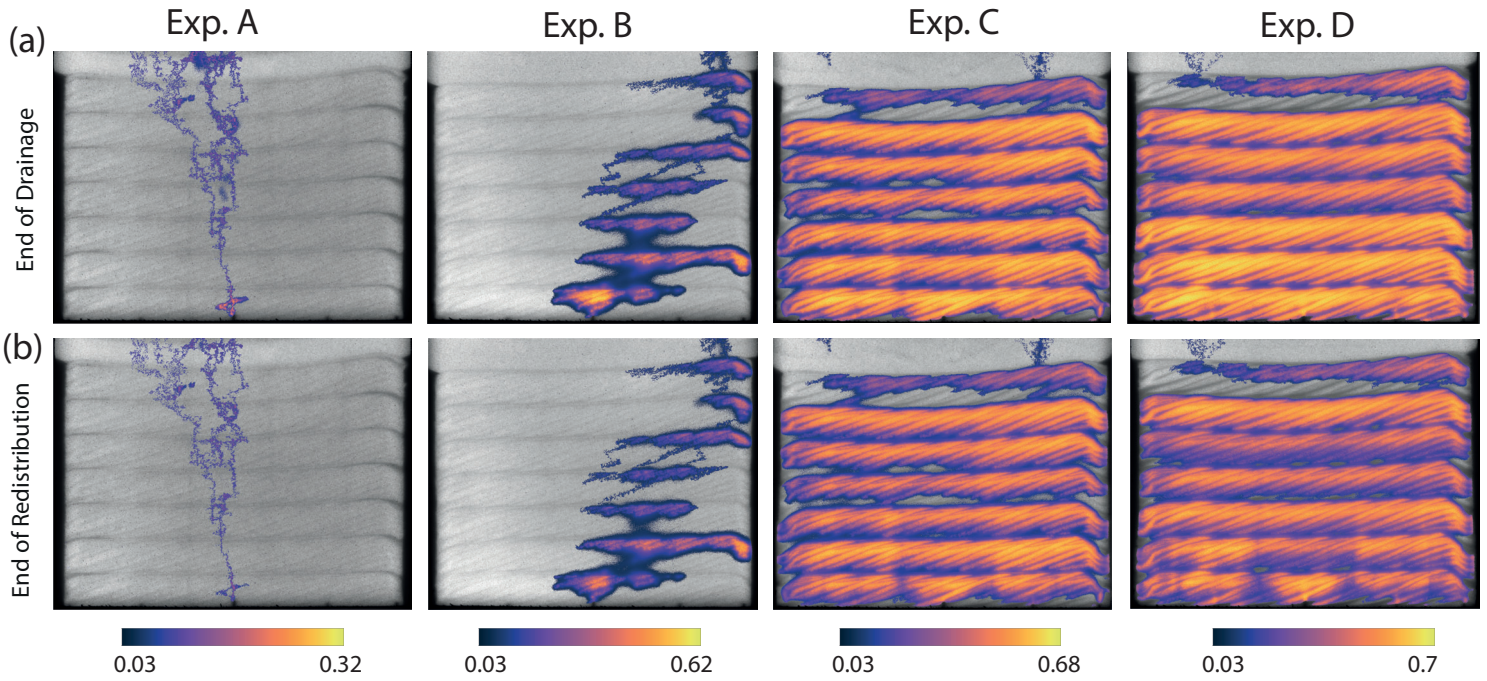 Exp. A Exp. B Exp. C Exp. D
(a)
End of Drainage
(b)
End of Redistribution
0.03 0.32 0.03 0.62 0.03 0.68 0.03 0.7